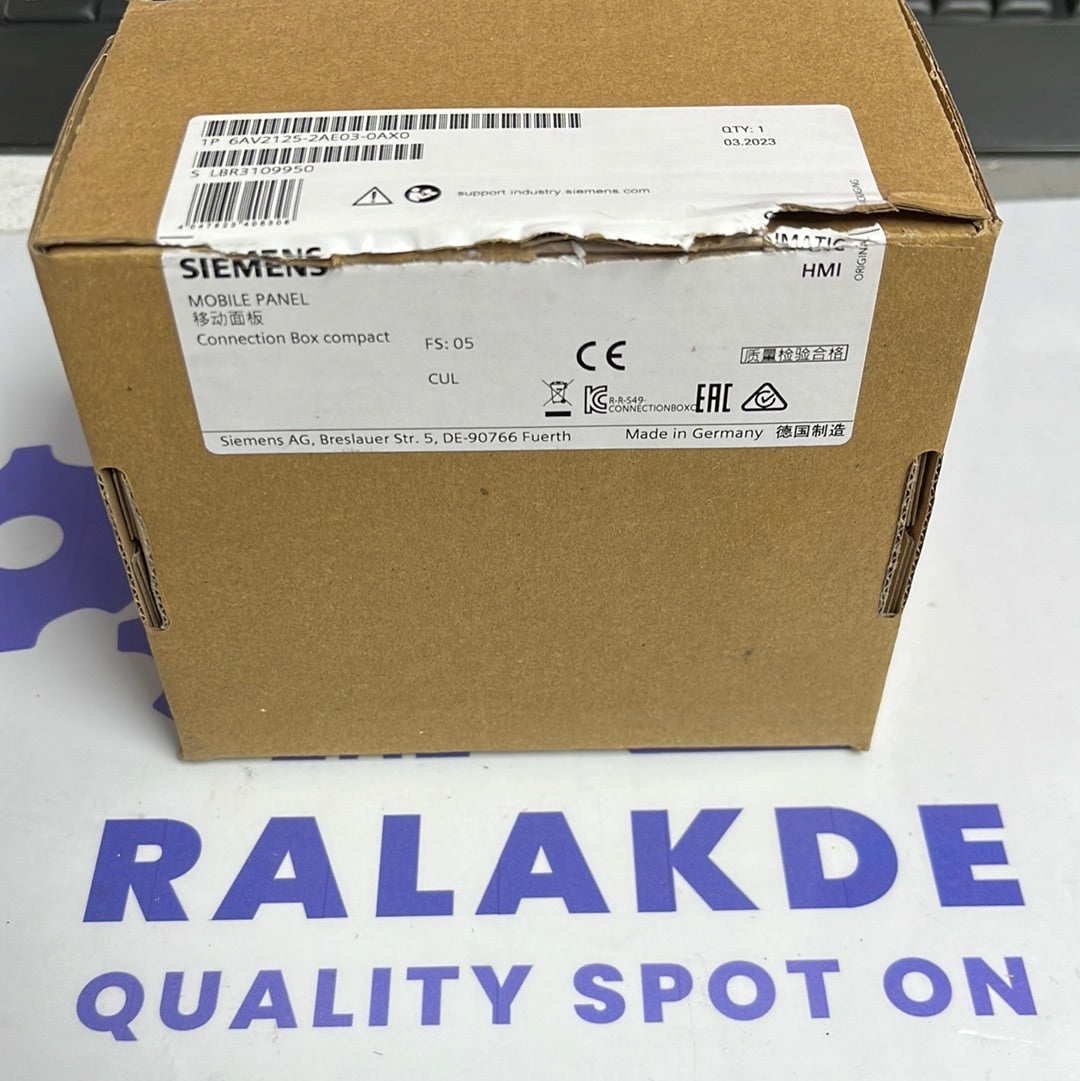 1P 6AV2125-2AE03-0AX0
QTY: 1
03.2023
S LBR3109950
support.industry.siemens.com
SIEMENS
SIMATIC
HMI
MOBILE PANEL
移动面板
Connection Box compact
FS: 05
CUL
质量检验合格
R-R-S49-
CONNECTIONBOXC
EAC
Siemens AG, Breslauer Str. 5, DE-90766 Fuerth
Made in Germany 德国制造
RALAKDE
QUALITY SPOT ON